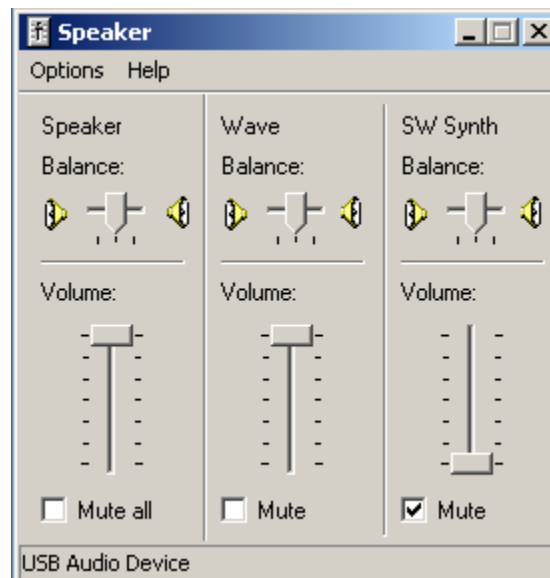 Speaker
Options Help
Speaker Wave SW Synth
Balance: Balance: Balance:
Volume: Volume: Volume:
Mute all Mute Mute
USB Audio Device